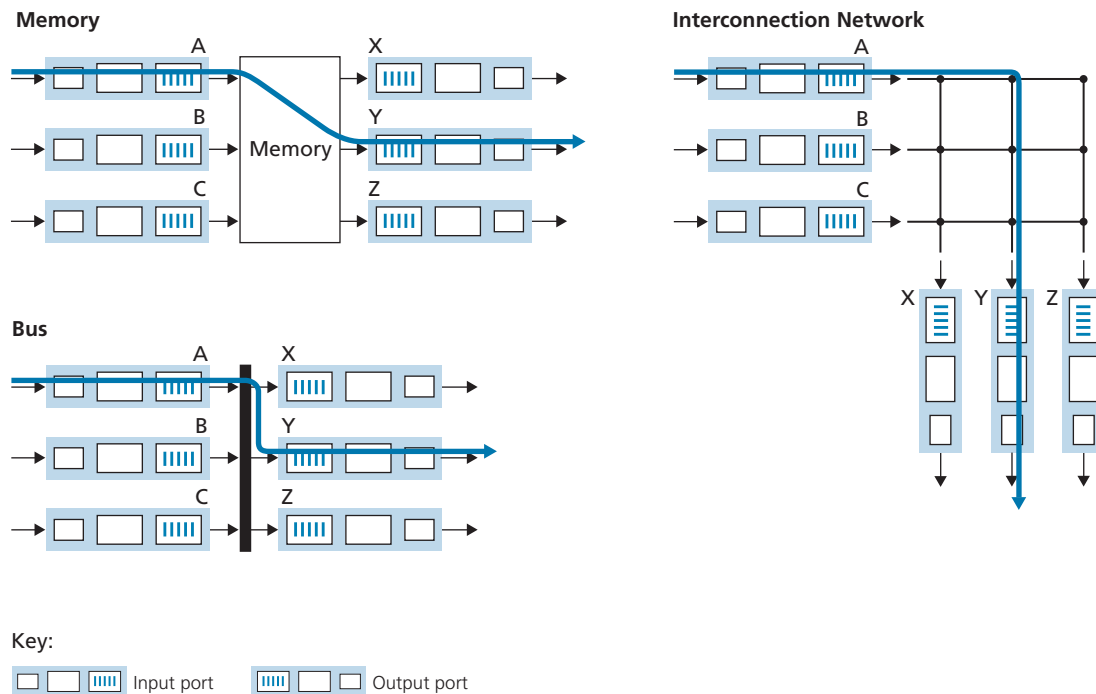 Memory
A
X
B
Y
Memory
C
Z
Interconnection Network
A
B
C
X
Y
Z
Bus
A
X
B
Y
C
Z
Key:
Input port
Output port